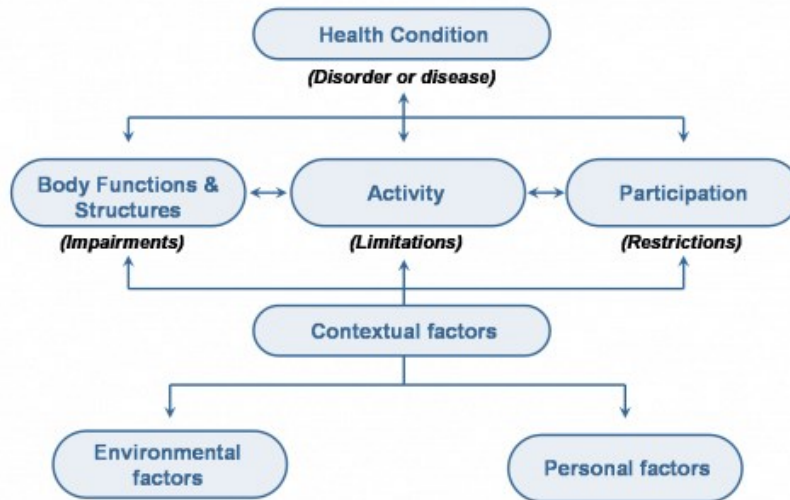 Health Condition
(Disorder or disease)
Body Functions &
Structures
Activity
Participation
(Impairments)
(Limitations)
(Restrictions)
Contextual factors
Environmental
factors
Personal factors